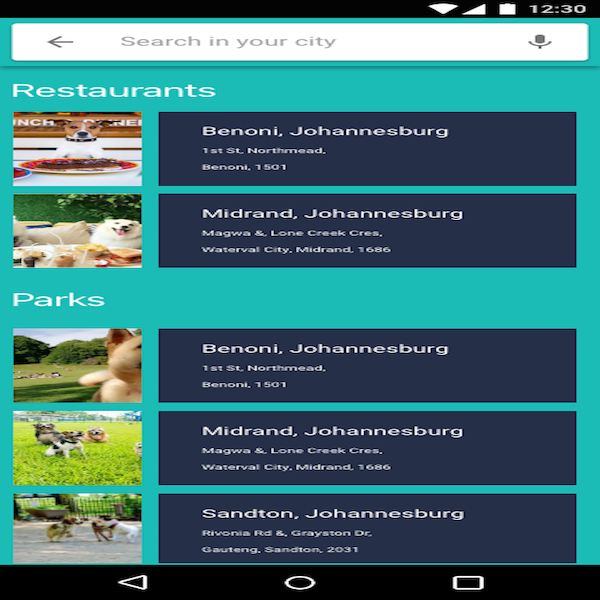 12:30
Search in your city
Restaurants
Benoni, Johannesburg
1st St, Northmead,
Benoni, 1501
Midrand, Johannesburg
Magwa &, Lone Creek Cres,
Waterval City, Midrand, 1686
Parks
Benoni, Johannesburg
1st St, Northmead,
Benoni, 1501
Midrand, Johannesburg
Magwa &, Lone Creek Cres,
Waterval City, Midrand, 1686
Sandton, Johannesburg
Rivonia Rd &, Grayston Dr,
Gauteng, Sandton, 2031